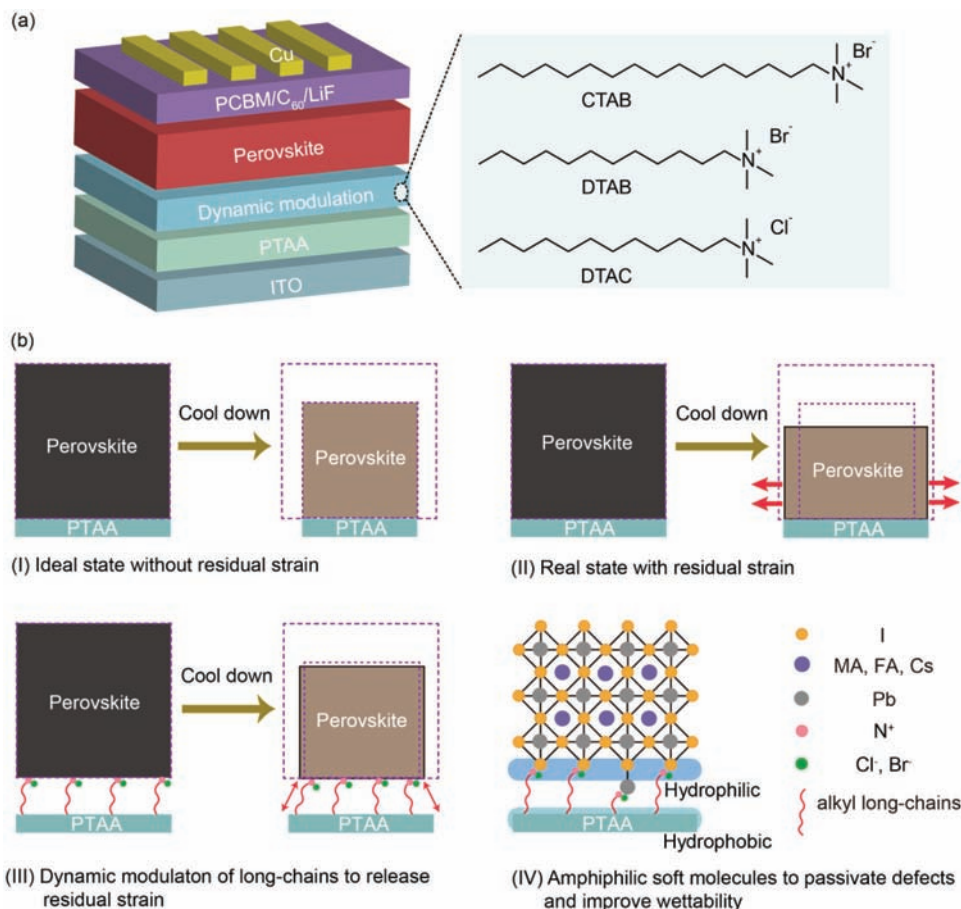 (a)
Cu
PCBM/C₆₀/LiF
Perovskite
Dynamic modulation
PTAA
ITO
N⁺ Br⁻
CTAB
N⁺ Br⁻
DTAB
N⁺ Cl⁻
DTAC
(b)
Perovskite
PTAA
Cool down
Perovskite
PTAA
(I) Ideal state without residual strain
Perovskite
PTAA
Cool down
Perovskite
PTAA
(II) Real state with residual strain
Perovskite
PTAA
Cool down
Perovskite
PTAA
(III) Dynamic modulaton of long-chains to release
residual strain
Hydrophilic
PTAA
Hydrophobic
I
MA, FA, Cs
Pb
N⁺
Cl⁻, Br⁻
alkyl long-chains
(IV) Amphiphilic soft molecules to passivate defects
and improve wettability